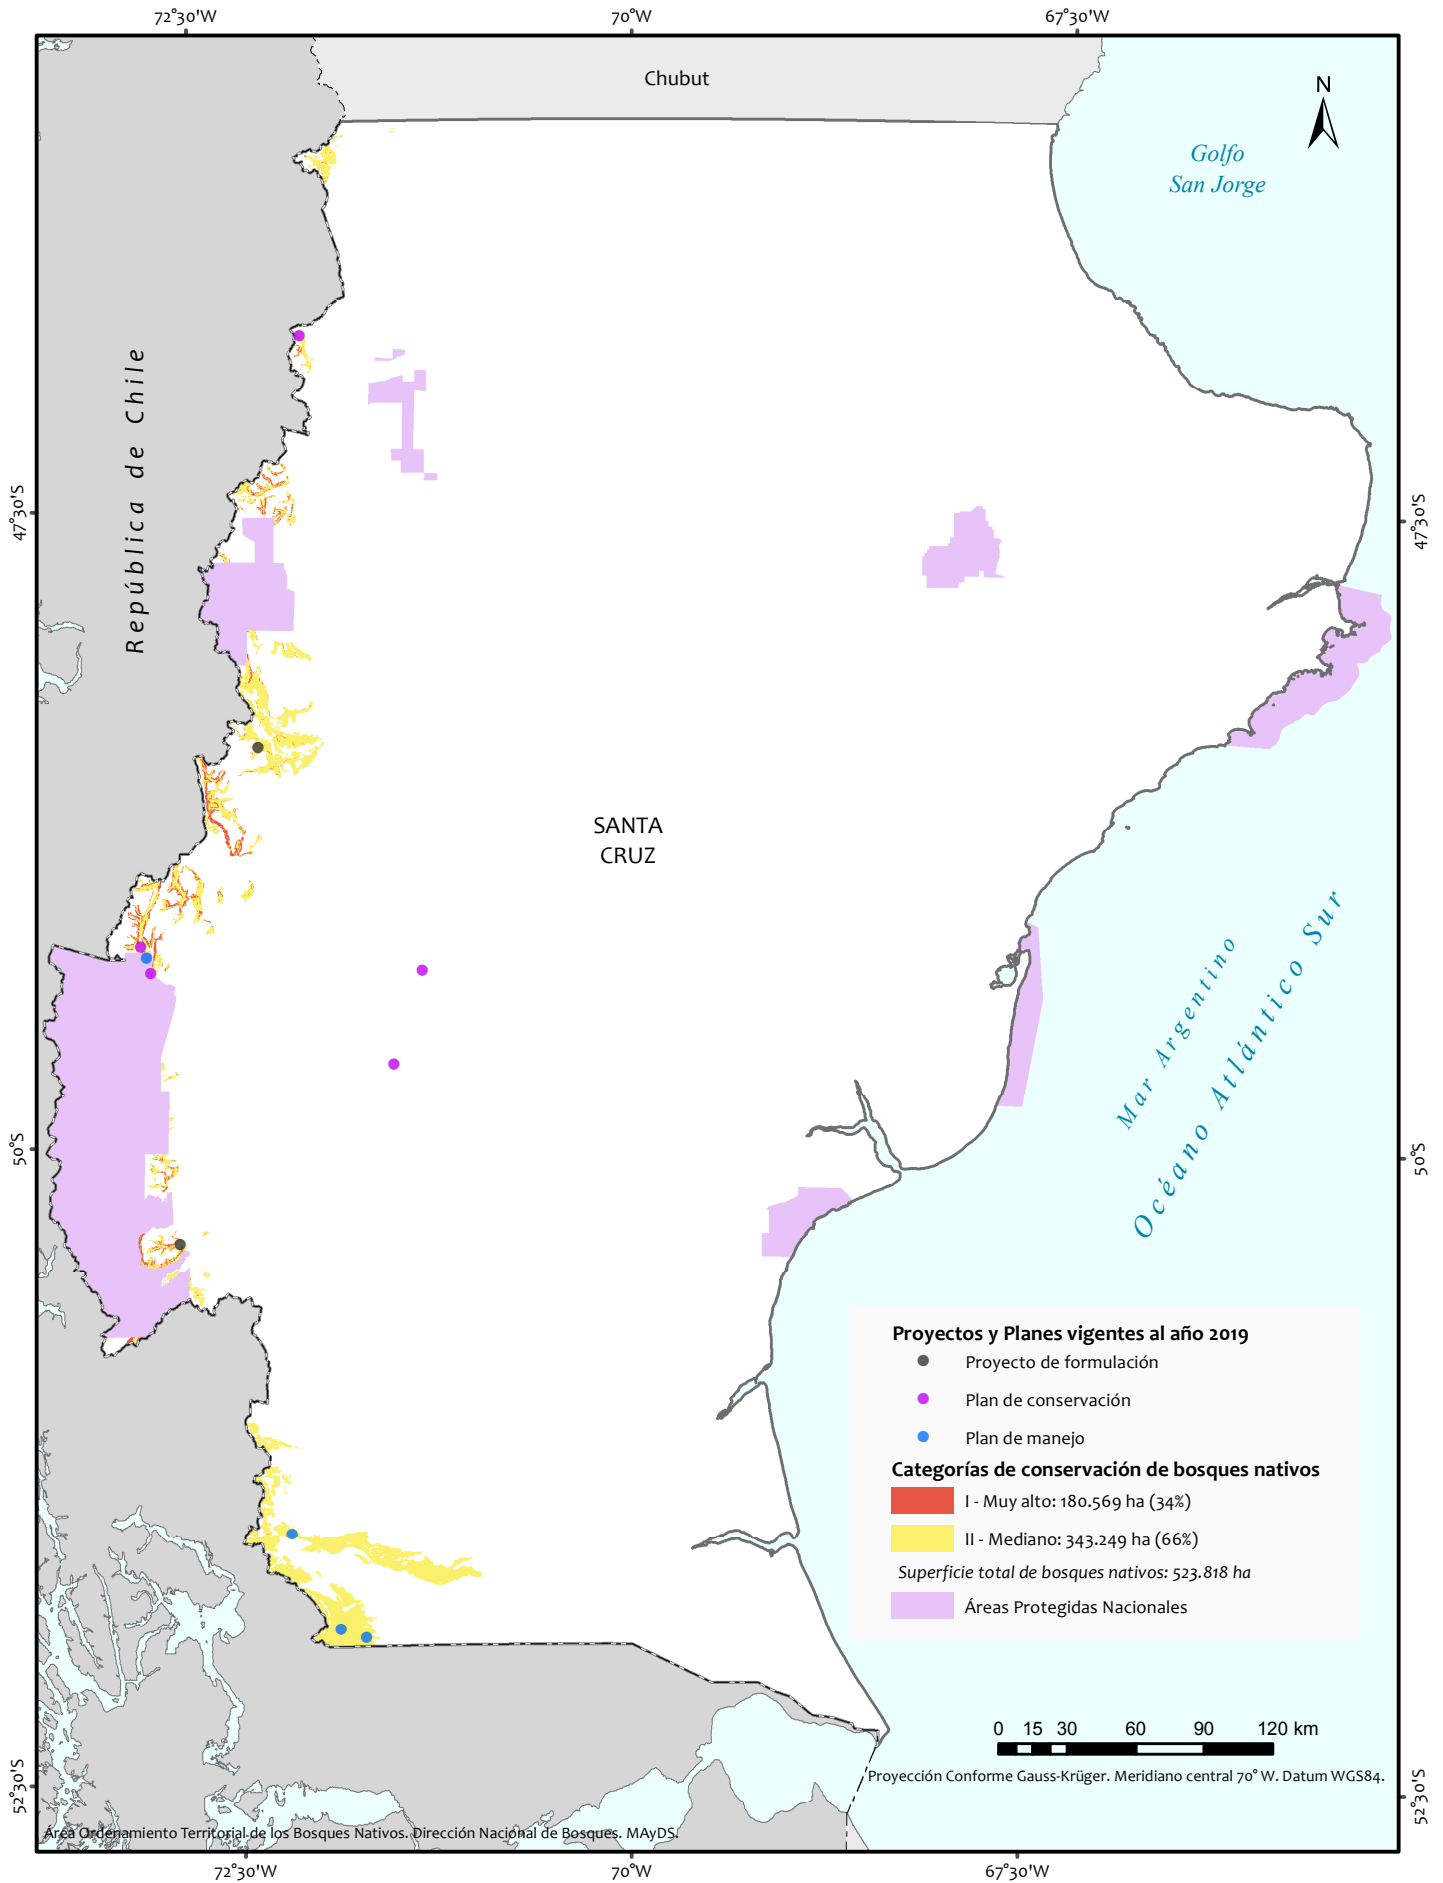 72°30'W 70°W 67°30'W
Chubut
N
Golfo
San Jorge
República de Chile
47°30'S
47°30'S
SANTA
CRUZ
Mar Argentino
Océano Atlántico Sur
50°S
50°S
Proyectos y Planes vigentes al año 2019
Proyecto de formulación
Plan de conservación
Plan de manejo
Categorías de conservación de bosques nativos
I - Muy alto: 180.569 ha (34%)
II - Mediano: 343.249 ha (66%)
Superficie total de bosques nativos: 523.818 ha
Áreas Protegidas Nacionales
0 15 30 60 90 120 km
Proyección Conforme Gauss-Krüger. Meridiano central 70° W. Datum WGS84.
52°30'S
52°30'S
Área Ordenamiento Territorial de los Bosques Nativos. Dirección Nacional de Bosques. MAyDS.
72°30'W 70°W 67°30'W